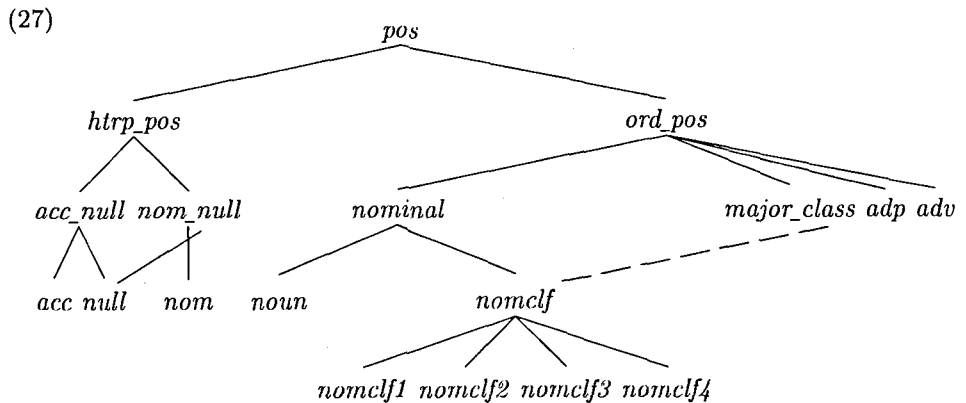 (27)
pos
htrp_pos ord_pos
acc_null nom_null nominal major_class adp adv
acc null nom noun nomclf
nomclf1 nomclf2 nomclf3 nomclf4